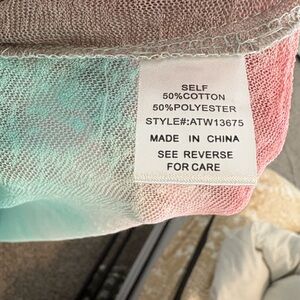 SELF
50%COTTON
50%POLYESTER
STYLE#:ATW13675
MADE IN CHINA
SEE REVERSE
FOR CARE